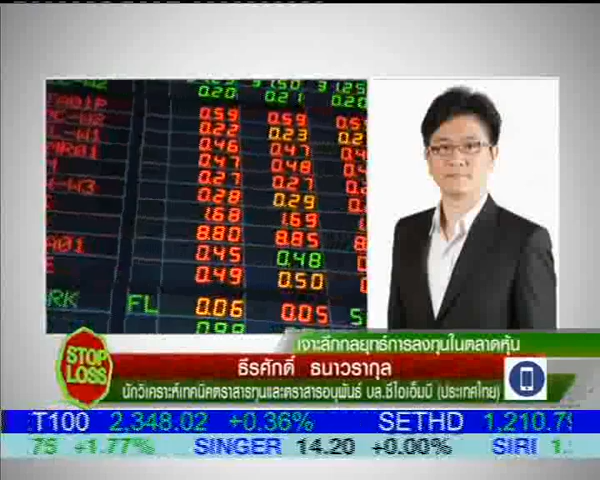 0.20 0.21 0.20
0.59 0.59
0.22 0.23
0.46 0.47
0.47 0.48
0.27 0.27
0.28 0.29
1.68 1.69
8.80 8.85
0.45 0.48
0.49 0.50
FL 0.06 0.05
เจาะลึกกลยุทธ์การลงทุนในตลาดหุ้น
STOP
LOSS
ธีรศักดิ์ ธนาวรากุล
นักวิเคราะห์เทคนิคตราสารทุนและตราสารอนุพันธ์ บล.ซีไอเอ็มบี (ประเทศไทย)
T100 2,348.02 +0.36% SETHD 1,210.79
75 +1.77% SINGER 14.20 +0.00% SIRI 1.